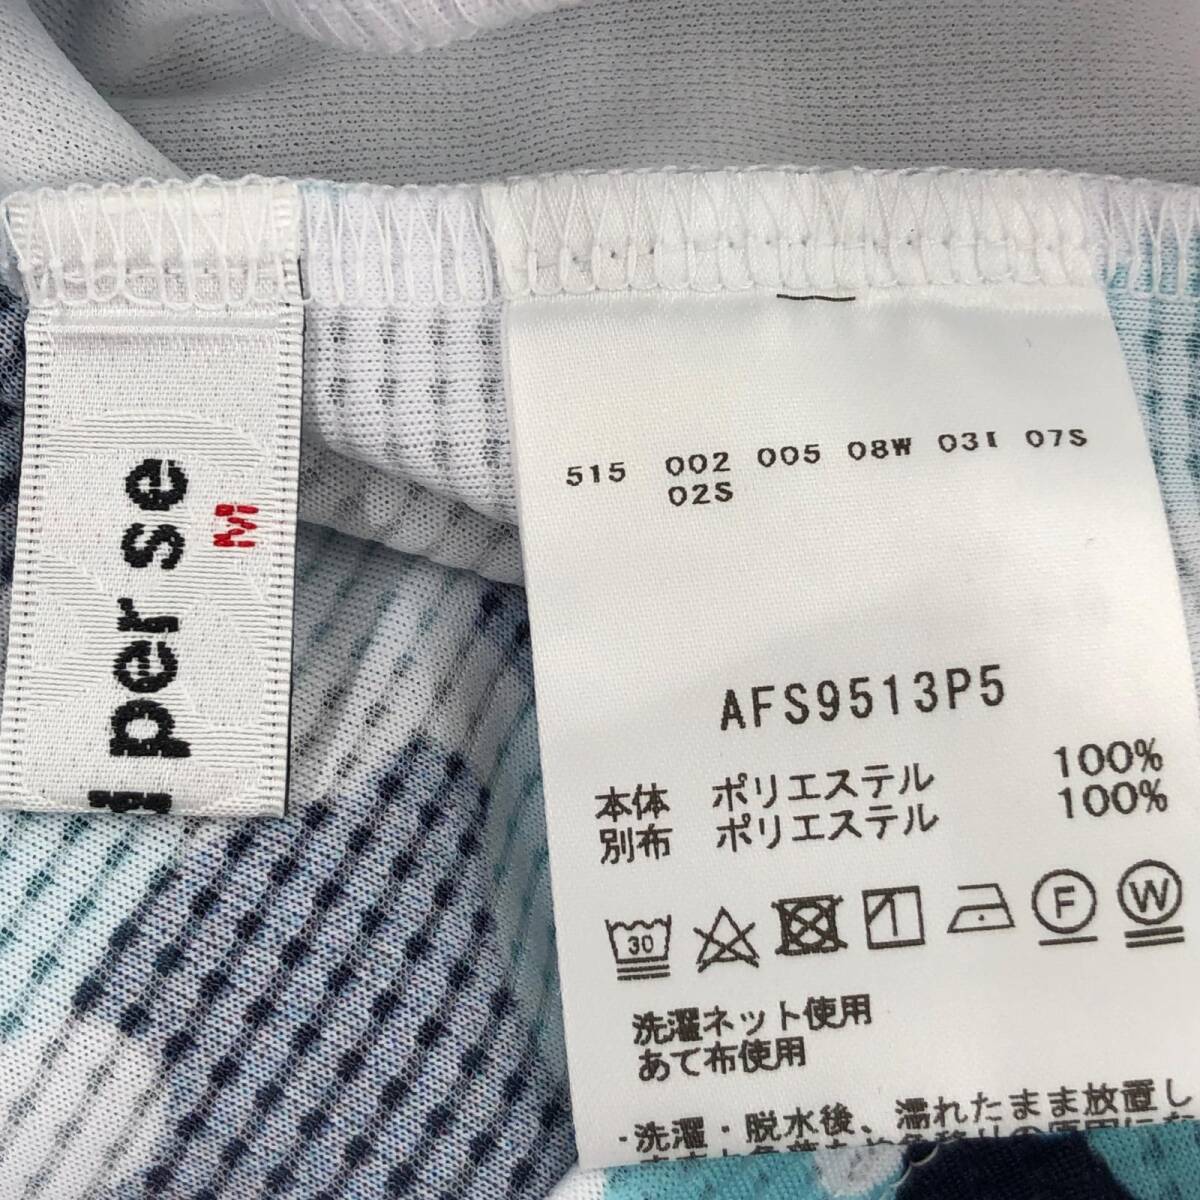 per se
M
515 002 005 08W 03I 07S
02S
AFS9513P5
本体 ポリエステル 100%
別布 ポリエステル 100%
30
F
W
洗濯ネット使用
あて布使用
・洗濯・脱水後、濡れたまま放置し